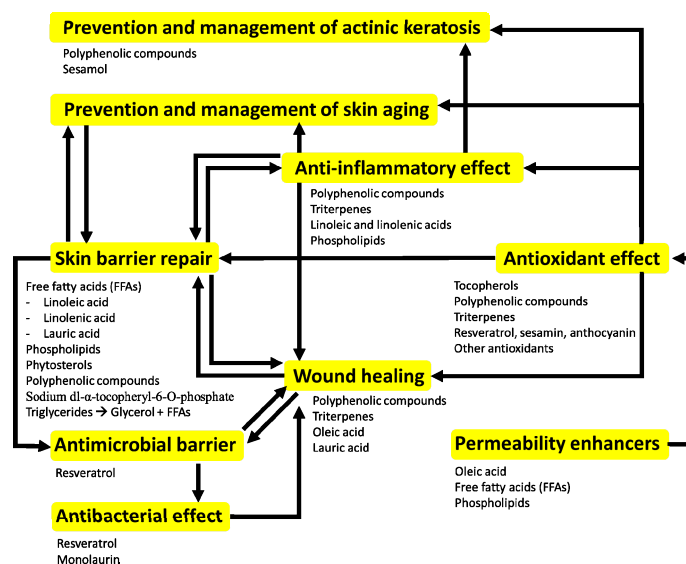 Prevention and management of actinic keratosis
Polyphenolic compounds
Sesamol
Prevention and management of skin aging
Anti-inflammatory effect
Polyphenolic compounds
Triterpenes
Linoleic and linolenic acids
Phospholipids
Skin barrier repair
Free fatty acids (FFAs)
- Linoleic acid
- Linolenic acid
- Lauric acid
Phospholipids
Phytosterols
Polyphenolic compounds
Sodium dl-α-tocopheryl-6-O-phosphate
Triglycerides → Glycerol + FFAs
Antioxidant effect
Tocopherols
Polyphenolic compounds
Triterpenes
Resveratrol, sesamin, anthocyanin
Other antioxidants
Wound healing
Polyphenolic compounds
Triterpenes
Oleic acid
Lauric acid
Antimicrobial barrier
Resveratrol
Permeability enhancers
Oleic acid
Free fatty acids (FFAs)
Phospholipids
Antibacterial effect
Resveratrol
Monolaurin